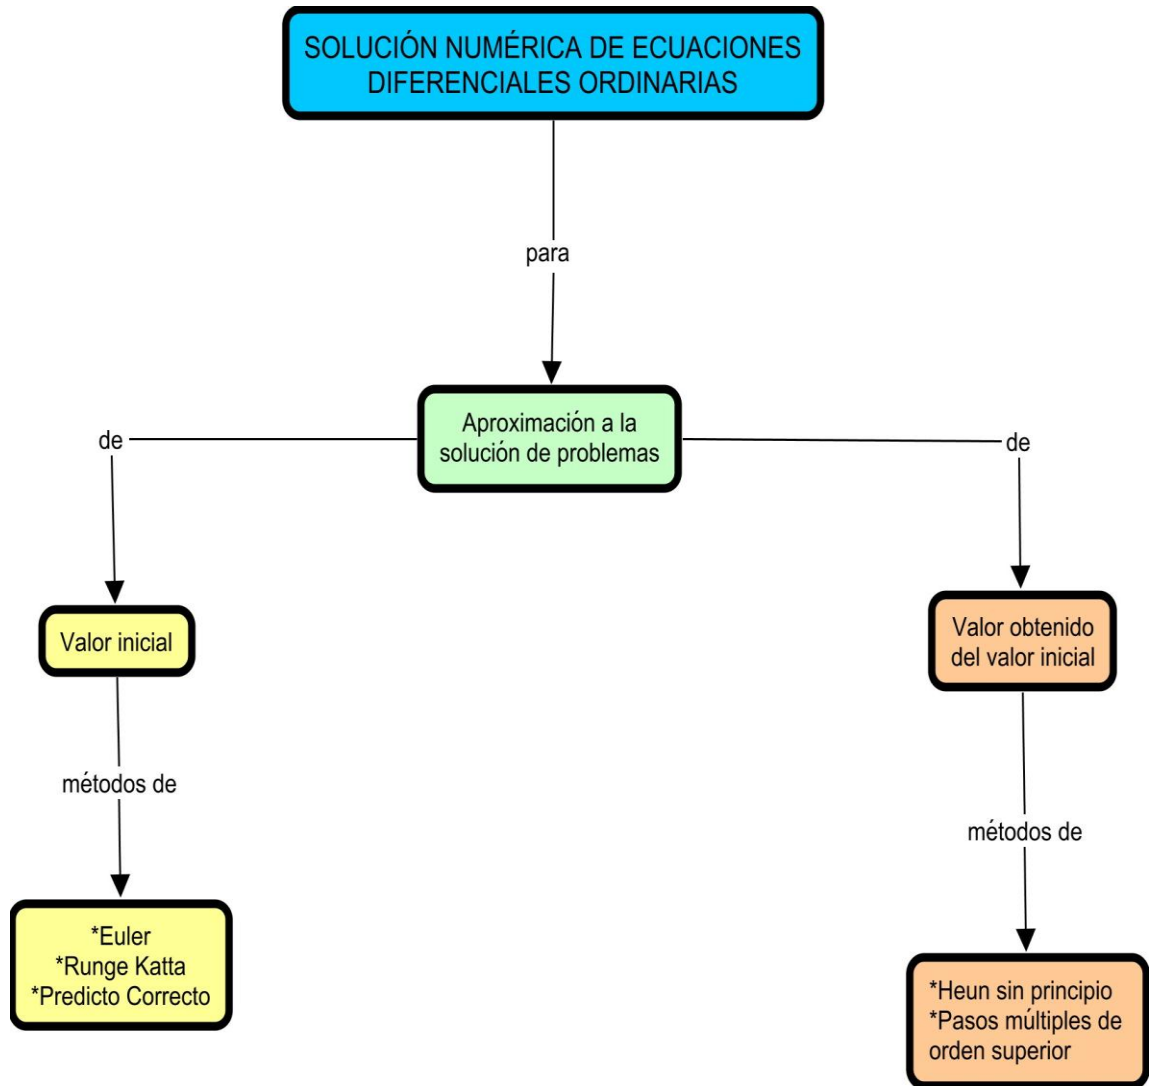 SOLUCIÓN NUMÉRICA DE ECUACIONES
DIFERENCIALES ORDINARIAS
para
Aproximación a la
solución de problemas
de
de
Valor inicial
Valor obtenido
del valor inicial
métodos de
métodos de
*Euler
*Runge Katta
*Predicto Correcto
*Heun sin principio
*Pasos múltiples de
orden superior